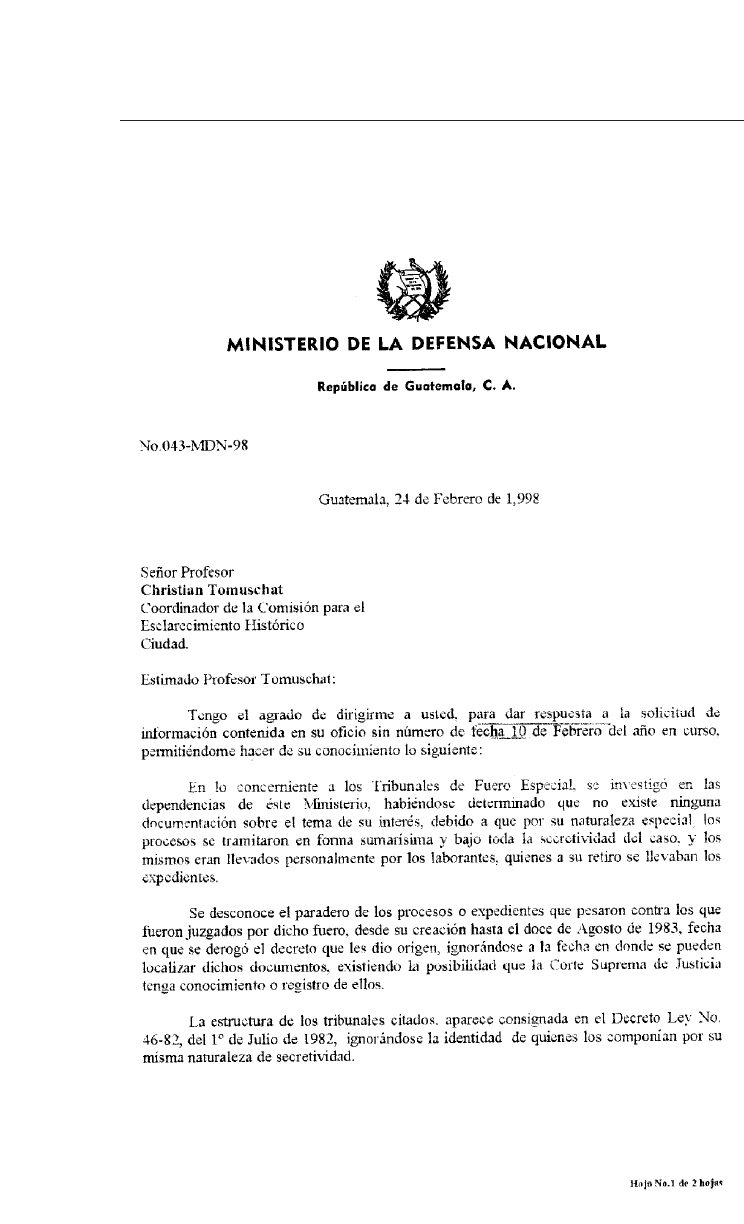 MINISTERIO DE LA DEFENSA NACIONAL
República de Guatemala, C. A.
No.043-MDN-98
Guatemala, 24 de Febrero de 1,998
Señor Profesor
Christian Tomuschat
Coordinador de la Comisión para el
Esclarecimiento Histórico
Ciudad.
Estimado Profesor Tomuschat:
Tengo el agrado de dirigirme a usted, para dar respuesta a la solicitud de
información contenida en su oficio sin número de fecha 10 de Febrero del año en curso,
permitiéndome hacer de su conocimiento lo siguiente:
En lo concerniente a los Tribunales de Fuero Especial, se investigó en las
dependencias de éste Ministerio, habiéndose determinado que no existe ninguna
documentación sobre el tema de su interés, debido a que por su naturaleza especial, los
procesos se tramitaron en forma sumarísima y bajo toda la secretividad del caso, y los
mismos eran llevados personalmente por los laborantes, quienes a su retiro se llevaban los
expedientes.
Se desconoce el paradero de los procesos o expedientes que pesaron contra los que
fueron juzgados por dicho fuero, desde su creación hasta el doce de Agosto de 1983, fecha
en que se derogó el decreto que les dio origen, ignorándose a la fecha en donde se pueden
localizar dichos documentos, existiendo la posibilidad que la Corte Suprema de Justicia
tenga conocimiento o registro de ellos.
La estructura de los tribunales citados, aparece consignada en el Decreto Ley No.
46-82, del 1º de Julio de 1982, ignorándose la identidad de quienes los componían por su
misma naturaleza de secretividad.
Hoja No.1 de 2 hojas